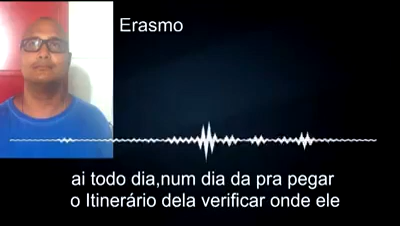 Erasmo
ai todo dia,num dia da pra pegar
o Itinerário dela verificar onde ele